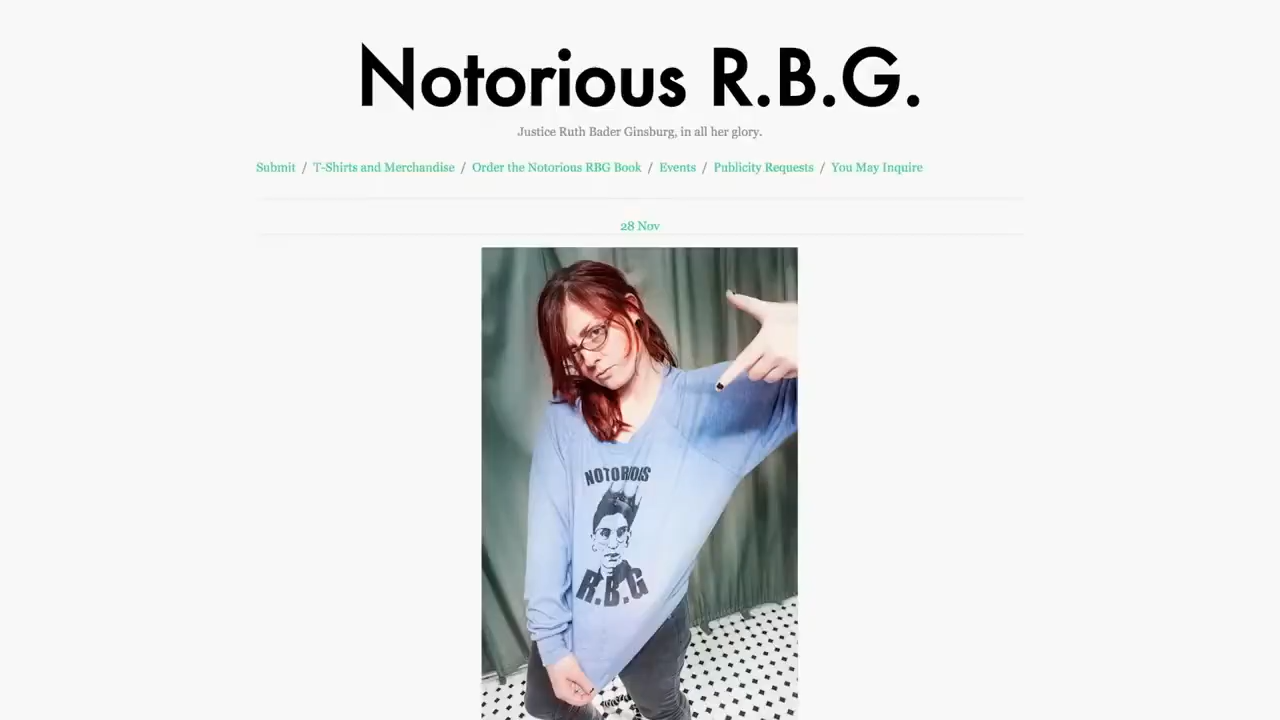 Notorious R.B.G.
Justice Ruth Bader Ginsburg, in all her glory.
Submit / T-Shirts and Merchandise / Order the Notorious RBG Book / Events / Publicity Requests / You May Inquire
28 Nov
NOTORIOUS
R.B.G